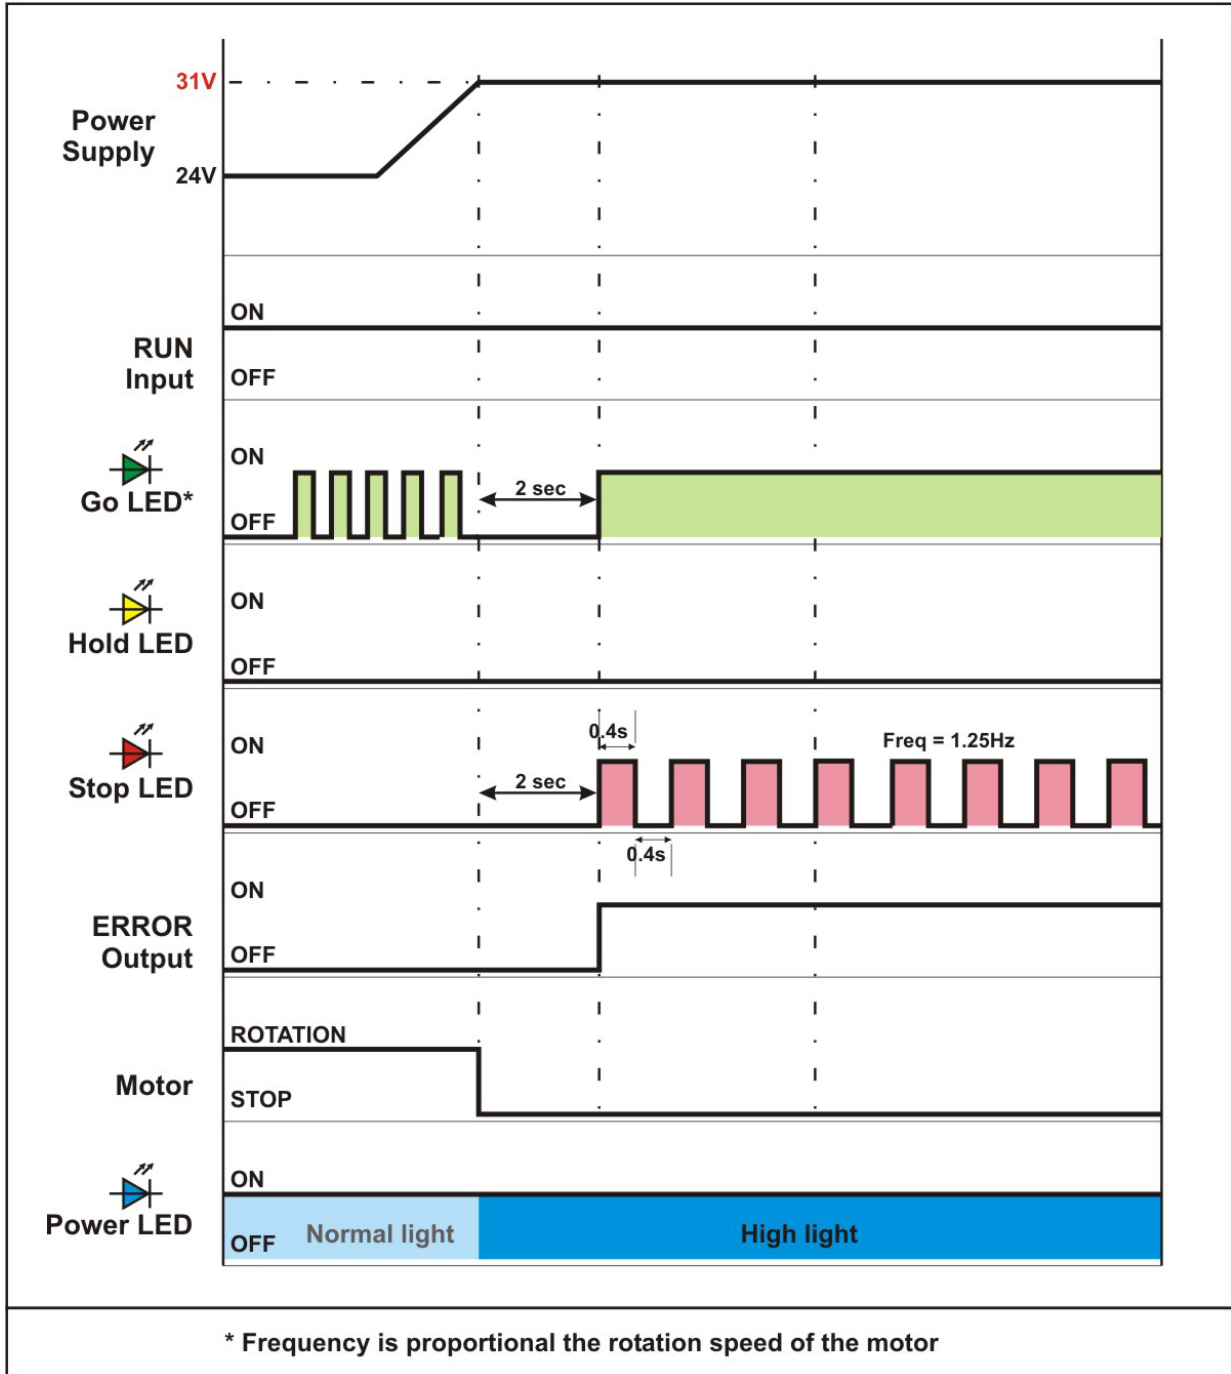 31V
Power
Supply
24V
ON
RUN
Input
OFF
ON
Go LED*
OFF
2 sec
ON
Hold LED
OFF
ON
Stop LED
OFF
2 sec
0.4s
Freq = 1.25Hz
0.4s
ON
ERROR
Output
OFF
ROTATION
Motor
STOP
ON
Power LED
OFF
Normal light
High light
* Frequency is proportional the rotation speed of the motor